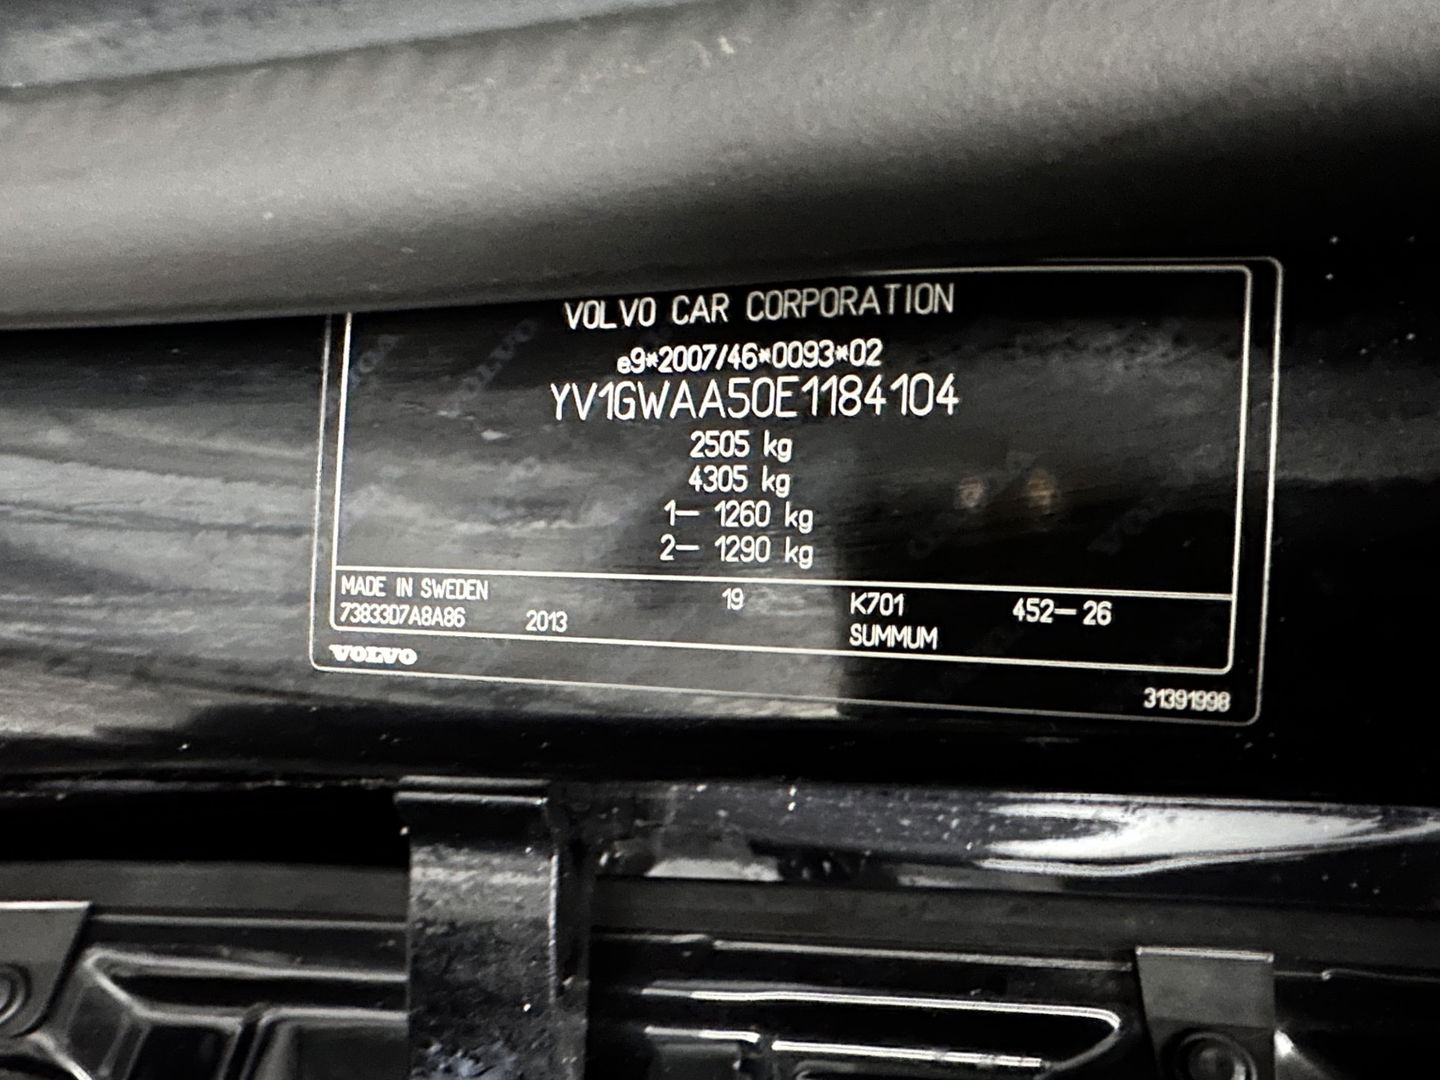 VOLVO CAR CORPORATION
e9*2007/46*0093*02
YV1GWAA50E1184104
2505 kg
4305 kg
1- 1260 kg
2- 1290 kg
MADE IN SWEDEN
73833D7A8A86 2013 19 K701 452-26
SUMMUM
VOLVO
31391998